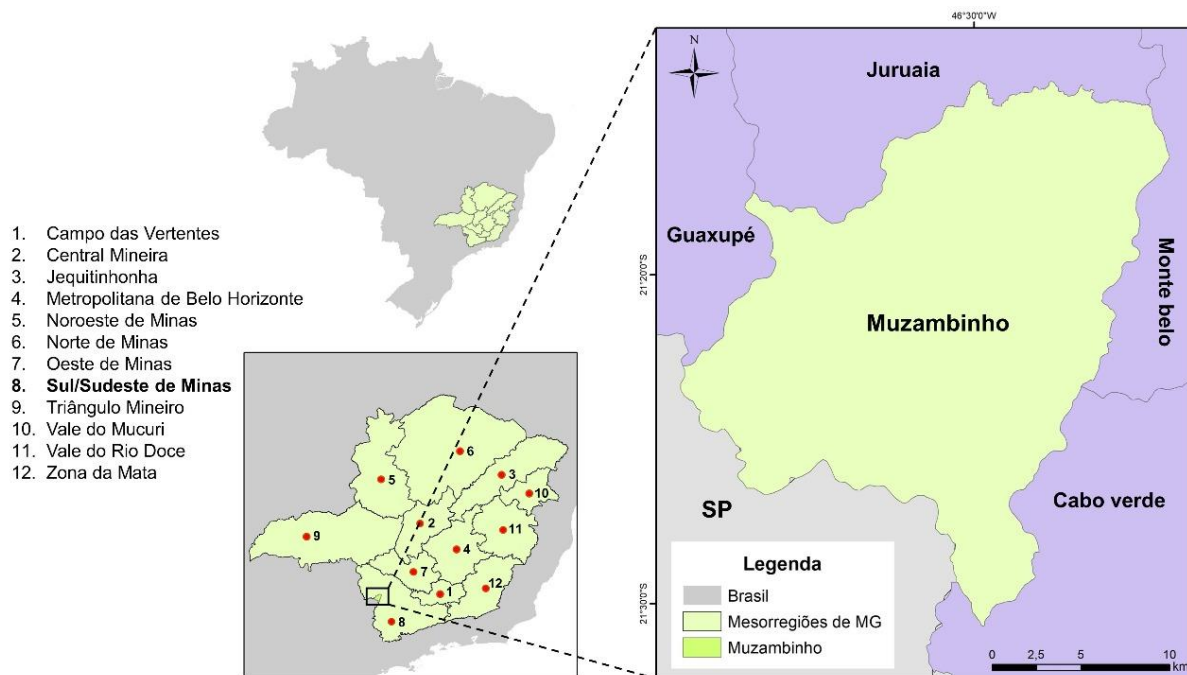 1. Campo das Vertentes
2. Central Mineira
3. Jequitinhonha
4. Metropolitana de Belo Horizonte
5. Noroeste de Minas
6. Norte de Minas
7. Oeste de Minas
8. Sul/Sudeste de Minas
9. Triângulo Mineiro
10. Vale do Mucuri
11. Vale do Rio Doce
12. Zona da Mata
6
3
5
10
2
11
9
4
7
12
1
8
46°30'0"W
N
Juruaia
Guaxupé
21°20'0"S
Monte belo
Muzambinho
Cabo verde
SP
21°30'0"S
Legenda
Brasil
Mesorregiões de MG
Muzambinho
0 2,5 5 10
km